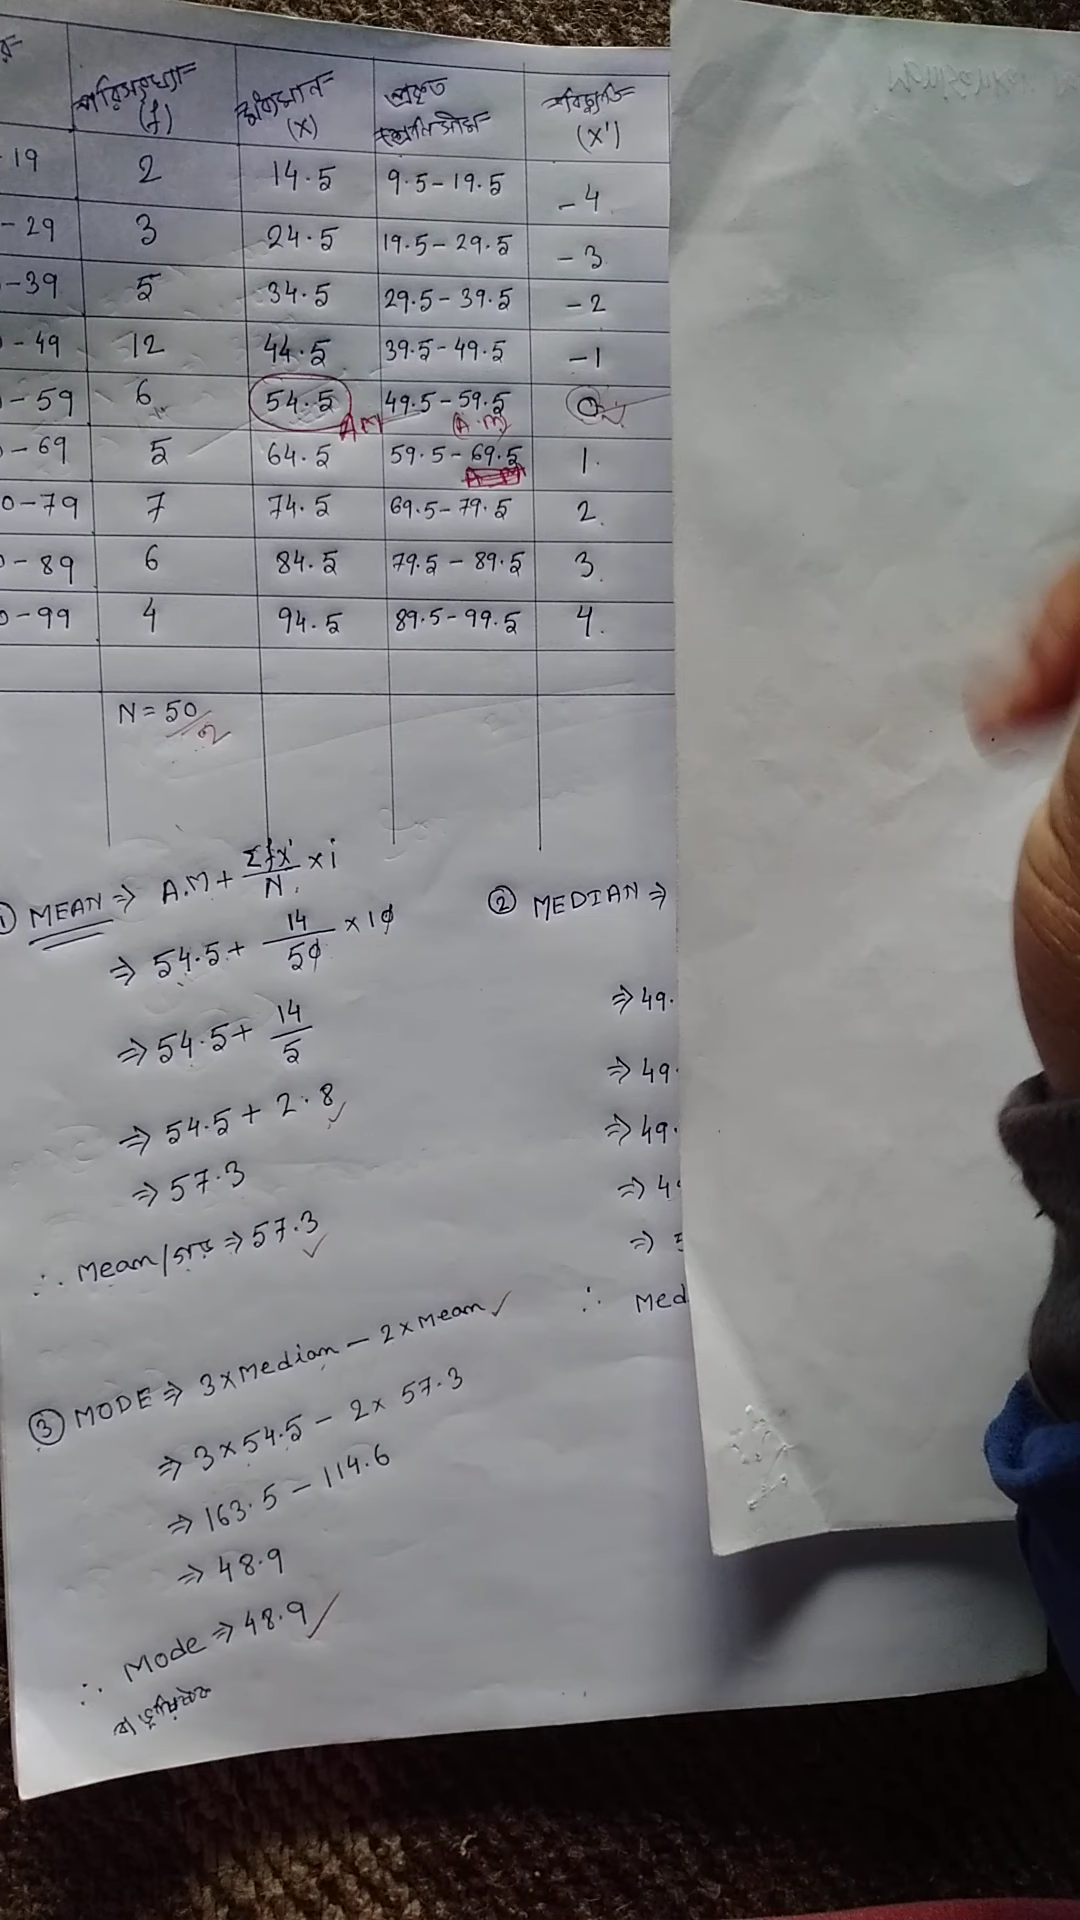 পরিসংখ্যা (f) মধ্যমান (x) প্রকৃত বিচ্যুতি (x')
-19 2 14.5 9.5-19.5 -4
-29 3 24.5 19.5-29.5 -3
-39 5 34.5 29.5-39.5 -2
-49 12 44.5 39.5-49.5 -1
-59 6 54.5 49.5-59.5 0
A.M (A.M)
-69 5 64.5 59.5-69.5 1.
0-79 7 74.5 69.5-79.5 2.
-89 6 84.5 79.5-89.5 3.
0-99 4 94.5 89.5-99.5 4.
N = 50/2
① MEAN ⇒ A.M + Σfx'/N × i
⇒ 54.5 + 14/50 × 10
⇒ 54.5 + 14/5
⇒ 54.5 + 2.8
⇒ 57.3
∴ Mean/গড় ⇒ 57.3
② MEDIAN ⇒
⇒ 49.
⇒ 49.
⇒ 49.
⇒ 4
⇒ 5
∴ Med
③ MODE ⇒ 3 × Median – 2 × Mean
⇒ 3 × 54.5 – 2 × 57.3
⇒ 163.5 – 114.6
⇒ 48.9
∴ Mode ⇒ 48.9
বা ভূষিষ্ঠক